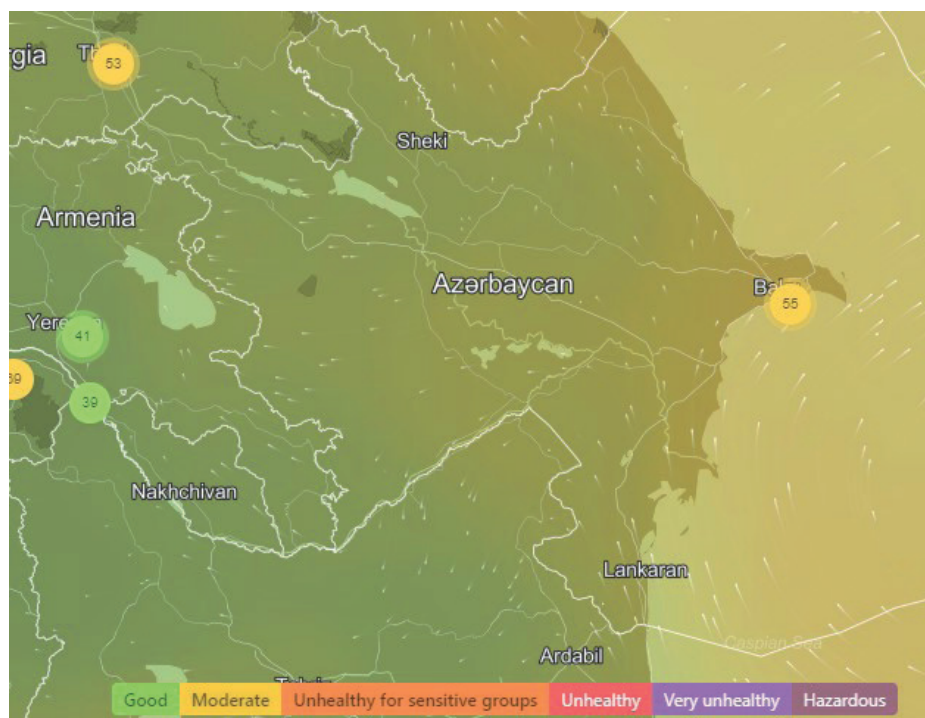 rgia
53
Sheki
Armenia
Azərbaycan
55
41
39
Nakhchivan
Lankaran
Caspian Sea
Ardabil
Good Moderate Unhealthy for sensitive groups Unhealthy Very unhealthy Hazardous